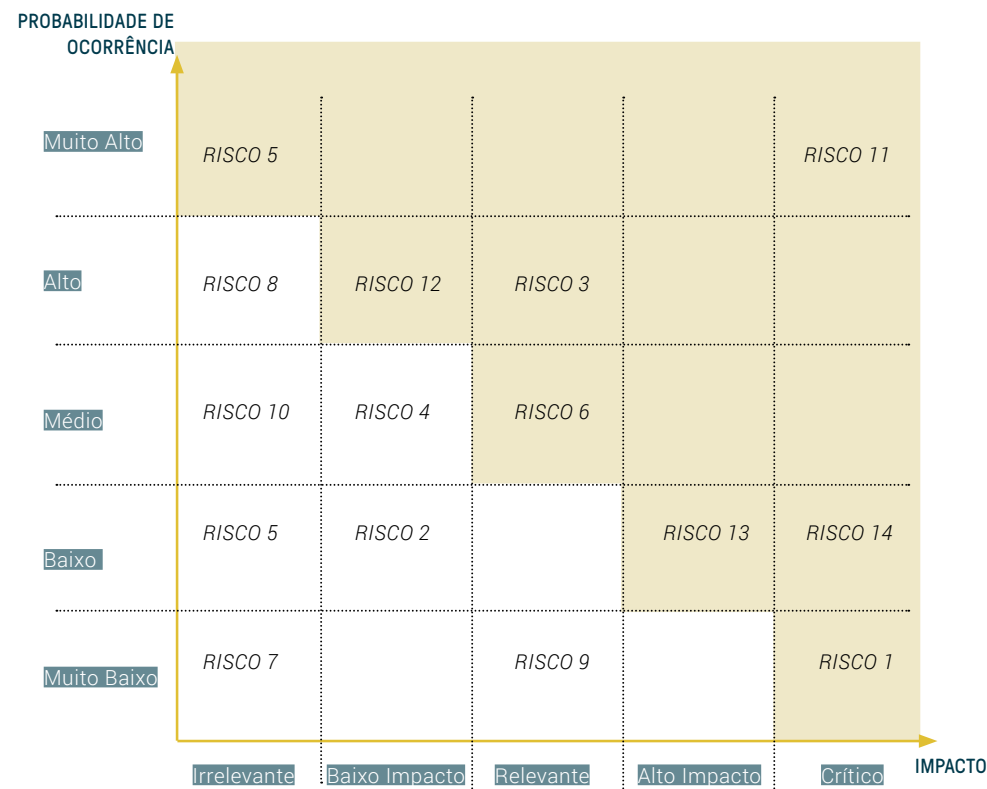 PROBABILIDADE DE
OCORRÊNCIA
Muito Alto
RISCO 5
RISCO 11
Alto
RISCO 8
RISCO 12
RISCO 3
Médio
RISCO 10
RISCO 4
RISCO 6
Baixo
RISCO 5
RISCO 2
RISCO 13
RISCO 14
Muito Baixo
RISCO 7
RISCO 9
RISCO 1
Irrelevante
Baixo Impacto
Relevante
Alto Impacto
Crítico
IMPACTO